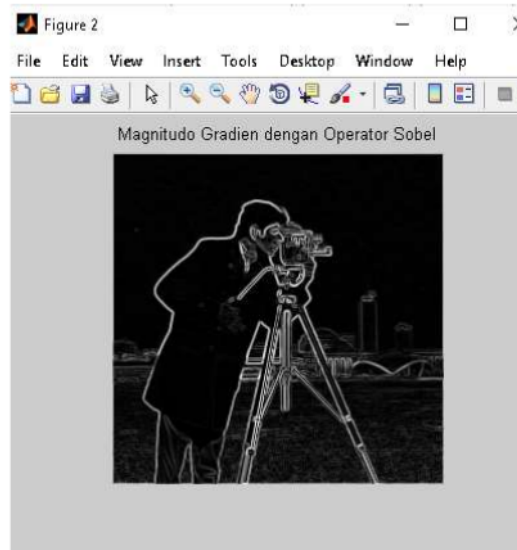 Figure 2
File Edit View Insert Tools Desktop Window Help
Magnitudo Gradien dengan Operator Sobel